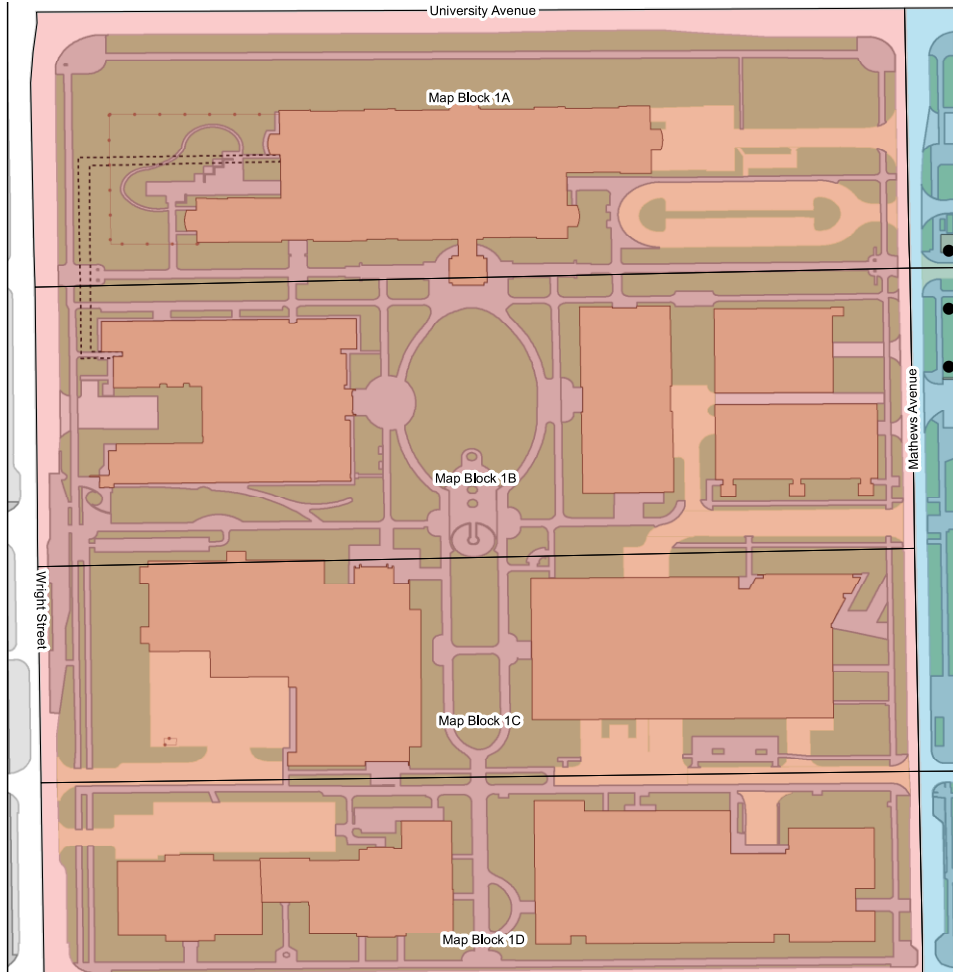 University Avenue
Map Block 1A
Mathews Avenue
Map Block 1B
Wright Street
Map Block 1C
Map Block 1D